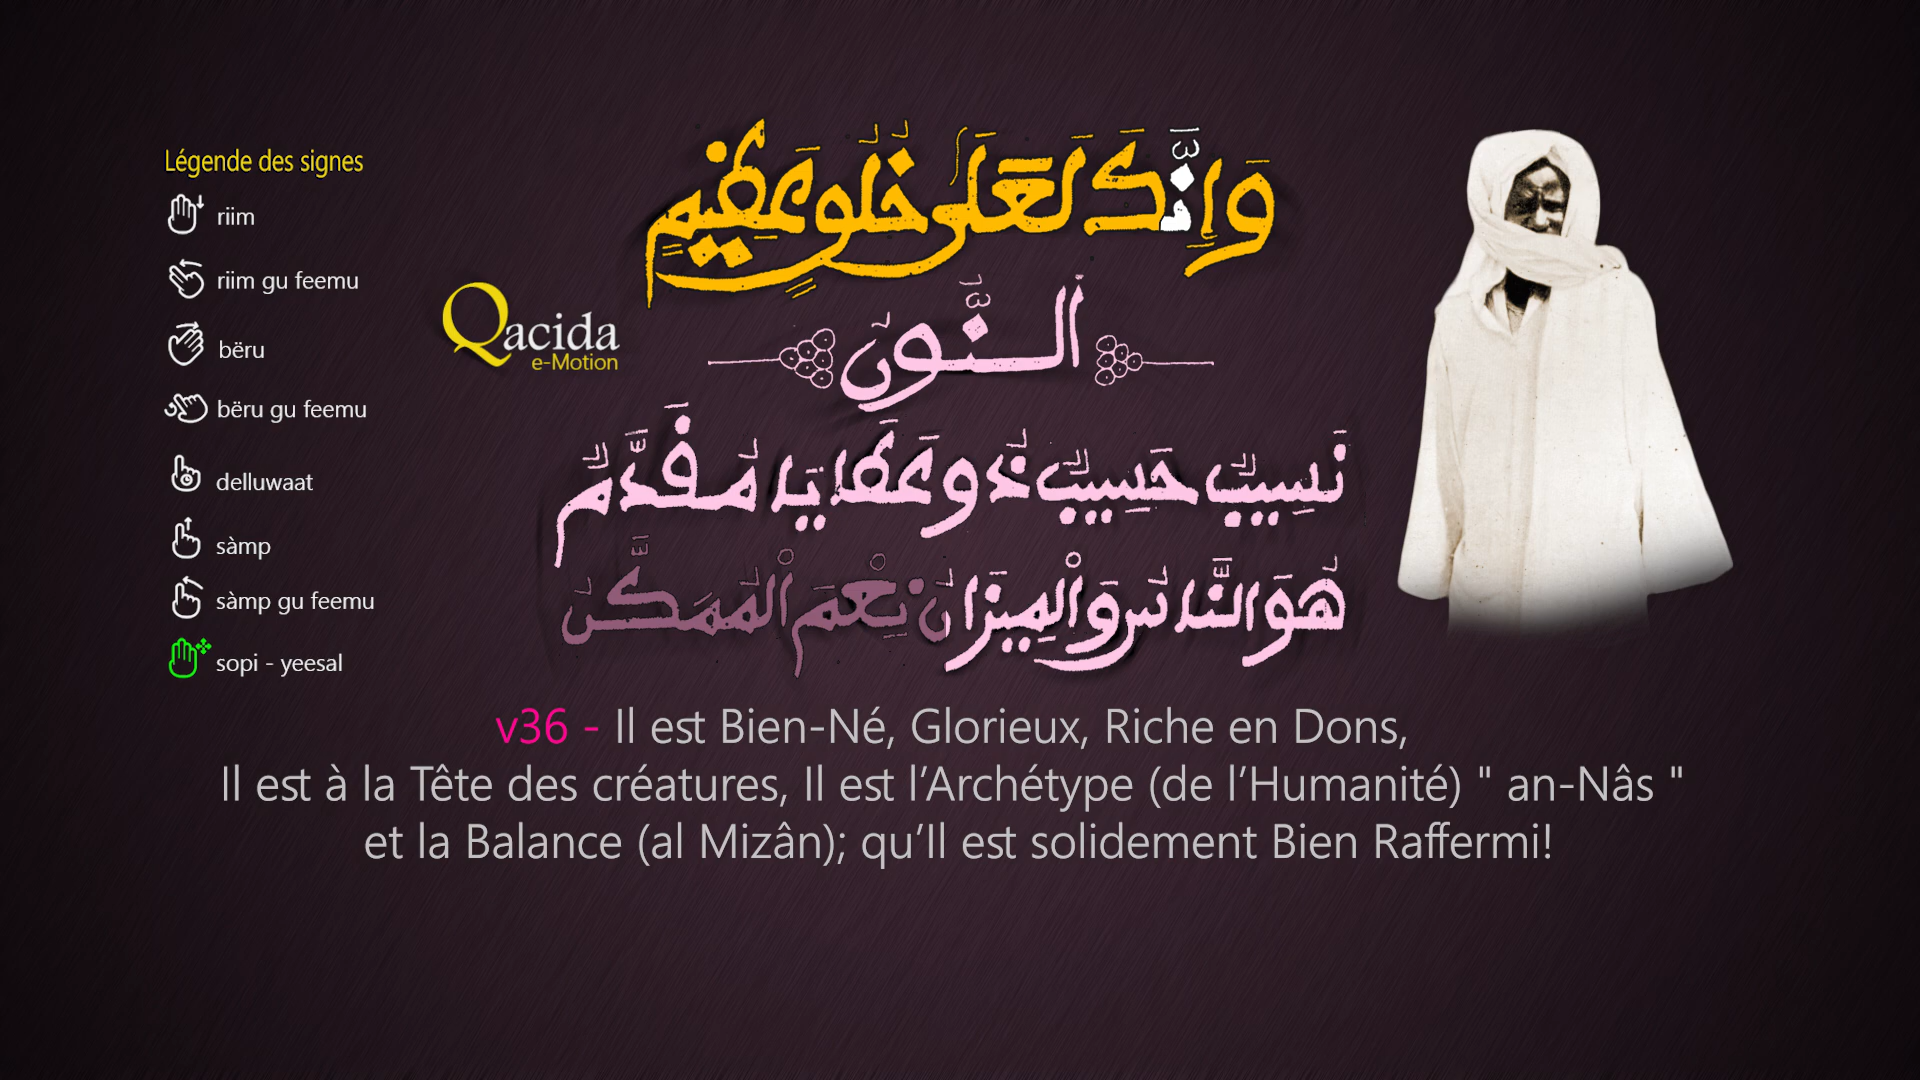 Légende des signes
riim
riim gu feemu
bëru
bëru gu feemu
delluwaat
sàmp
sàmp gu feemu
sopi - yeesal
Qacida
e-Motion
وَإِنَّكَ لَعَلَى خُلُقٍ عَظِيمٍ
النُّونُ
نَسِيبٌ حَسِيبٌ ذُو عَطَايَا مُقَدَّمٌ
هُوَ النَّاسُ وَالْمِيزَانُ نِعْمَ الْمُمَكَّنُ
v36 - Il est Bien-Né, Glorieux, Riche en Dons,
Il est à la Tête des créatures, Il est l’Archétype (de l’Humanité) " an-Nâs "
et la Balance (al Mizân); qu’Il est solidement Bien Raffermi!